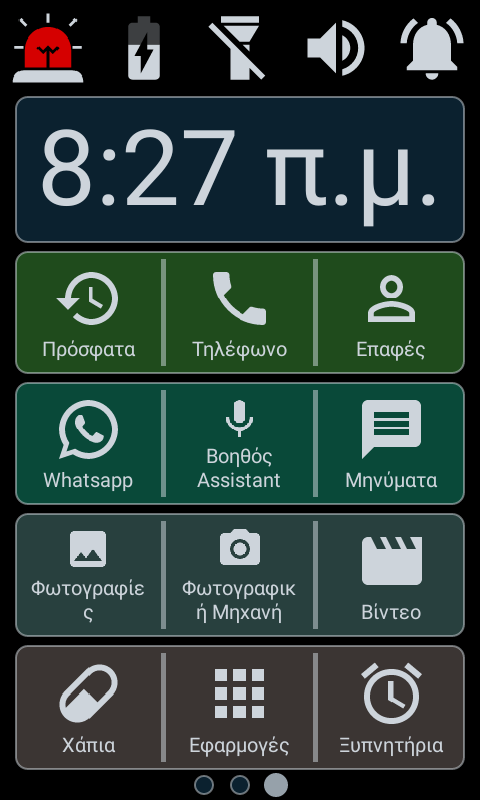 8:27 π.μ.
Πρόσφατα
Τηλέφωνο
Επαφές
Whatsapp
Βοηθός
Assistant
Μηνύματα
Φωτογραφίε
ς
Φωτογραφικ
ή Μηχανή
Βίντεο
Χάπια
Εφαρμογές
Ξυπνητήρια